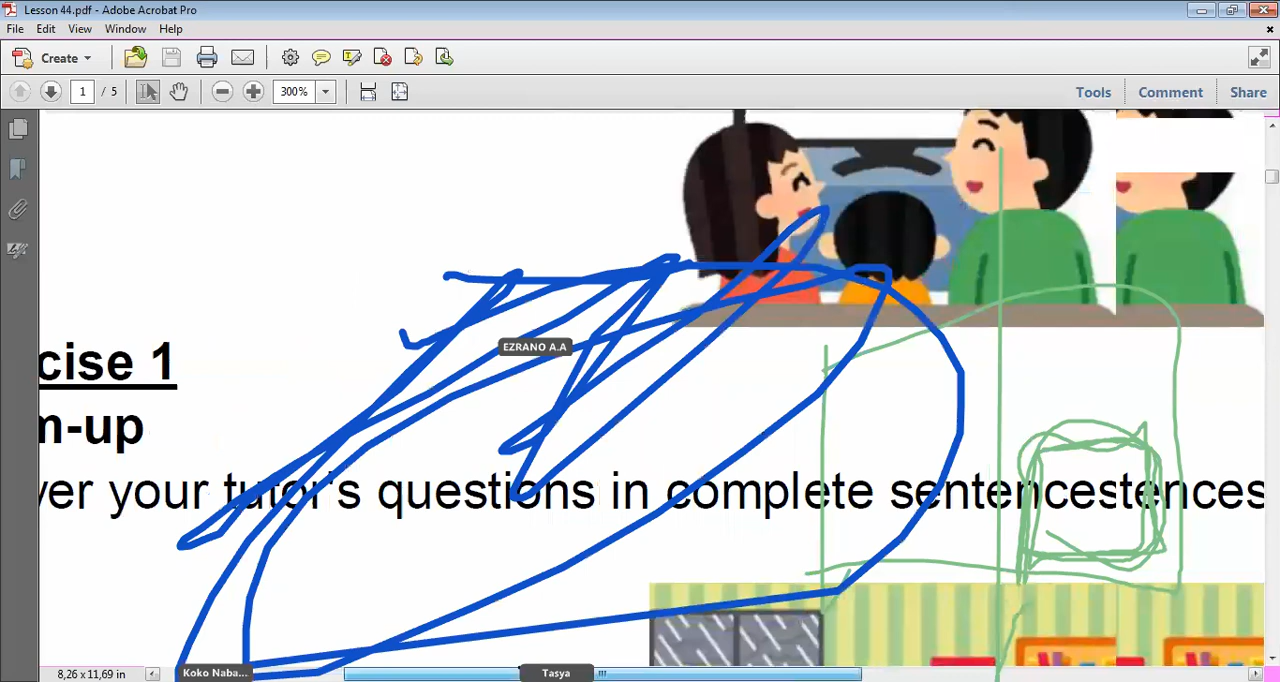 Lesson 44.pdf - Adobe Acrobat Pro
File Edit View Window Help
Create
1 / 5 300% Tools Comment Share
EZRANO A.A
cise 1
m-up
ver your tutor's questions in complete sentencestences
8,26 x 11,69 in Koko Naba... Tasya